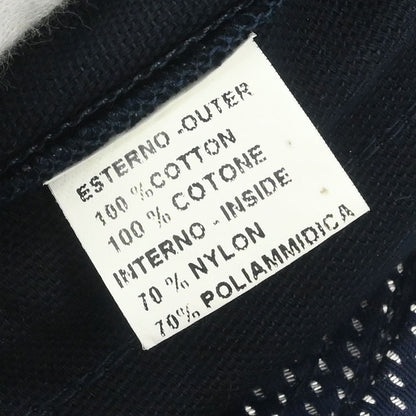 ESTERNO-OUTER
100%COTTON
100% COTONE
INTERNO-INSIDE
70% NYLON
70% POLIAMMIDICA